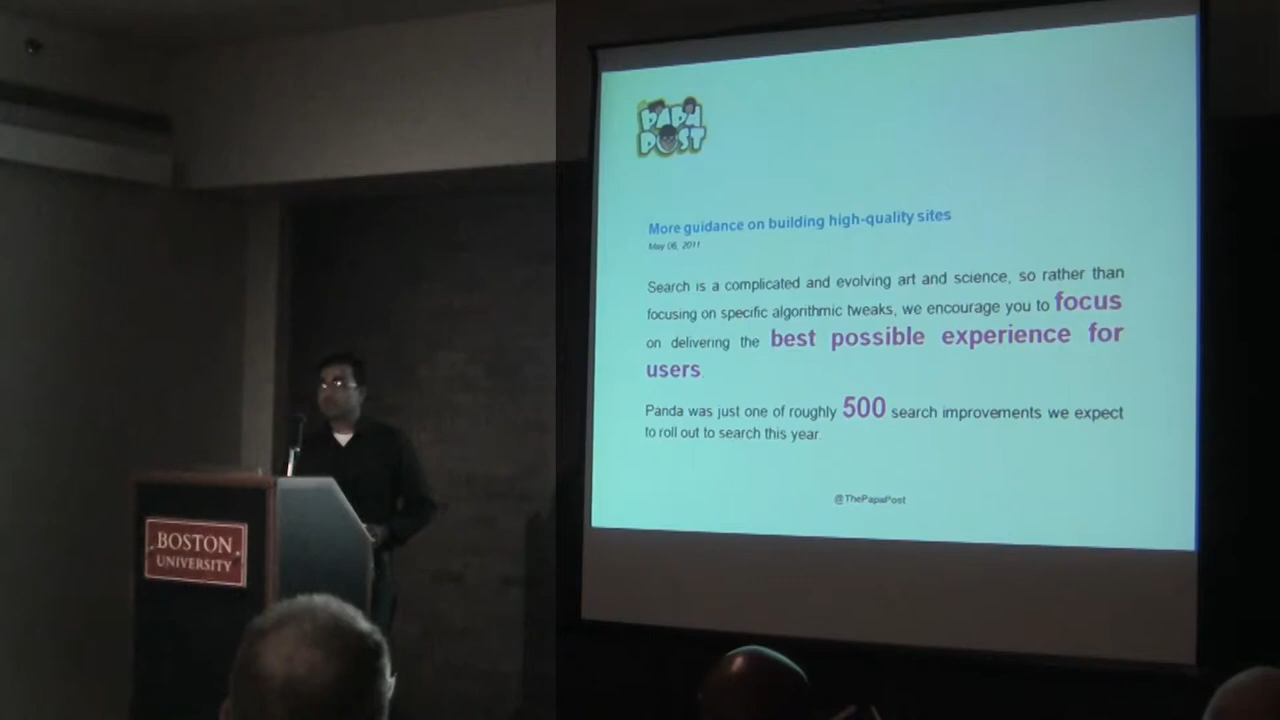 PAPA
POST
More guidance on building high-quality sites
May 06, 2011
Search is a complicated and evolving art and science, so rather than
focusing on specific algorithmic tweaks, we encourage you to focus
on delivering the best possible experience for
users.
Panda was just one of roughly 500 search improvements we expect
to roll out to search this year.
@ThePapaPost
BOSTON
UNIVERSITY